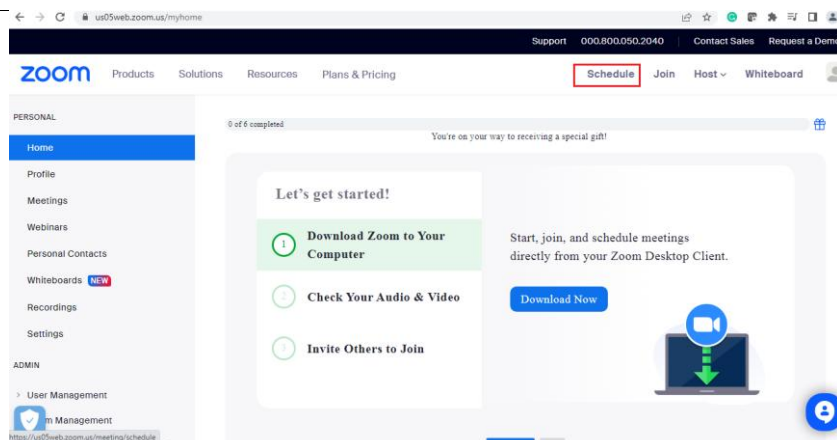 us05web.zoom.us/myhome
Support 000.800.050.2040 Contact Sales Request a Dem
zoom Products Solutions Resources Plans & Pricing Schedule Join Host Whiteboard
PERSONAL
Home
Profile
Meetings
Webinars
Personal Contacts
Whiteboards NEW
Recordings
Settings
ADMIN
User Management
m Management
https://us05web.zoom.us/meeting/schedule
0 of 6 completed
You're on your way to receiving a special gift!
Let's get started!
1 Download Zoom to Your
Computer
2 Check Your Audio & Video
3 Invite Others to Join
Start, join, and schedule meetings
directly from your Zoom Desktop Client.
Download Now